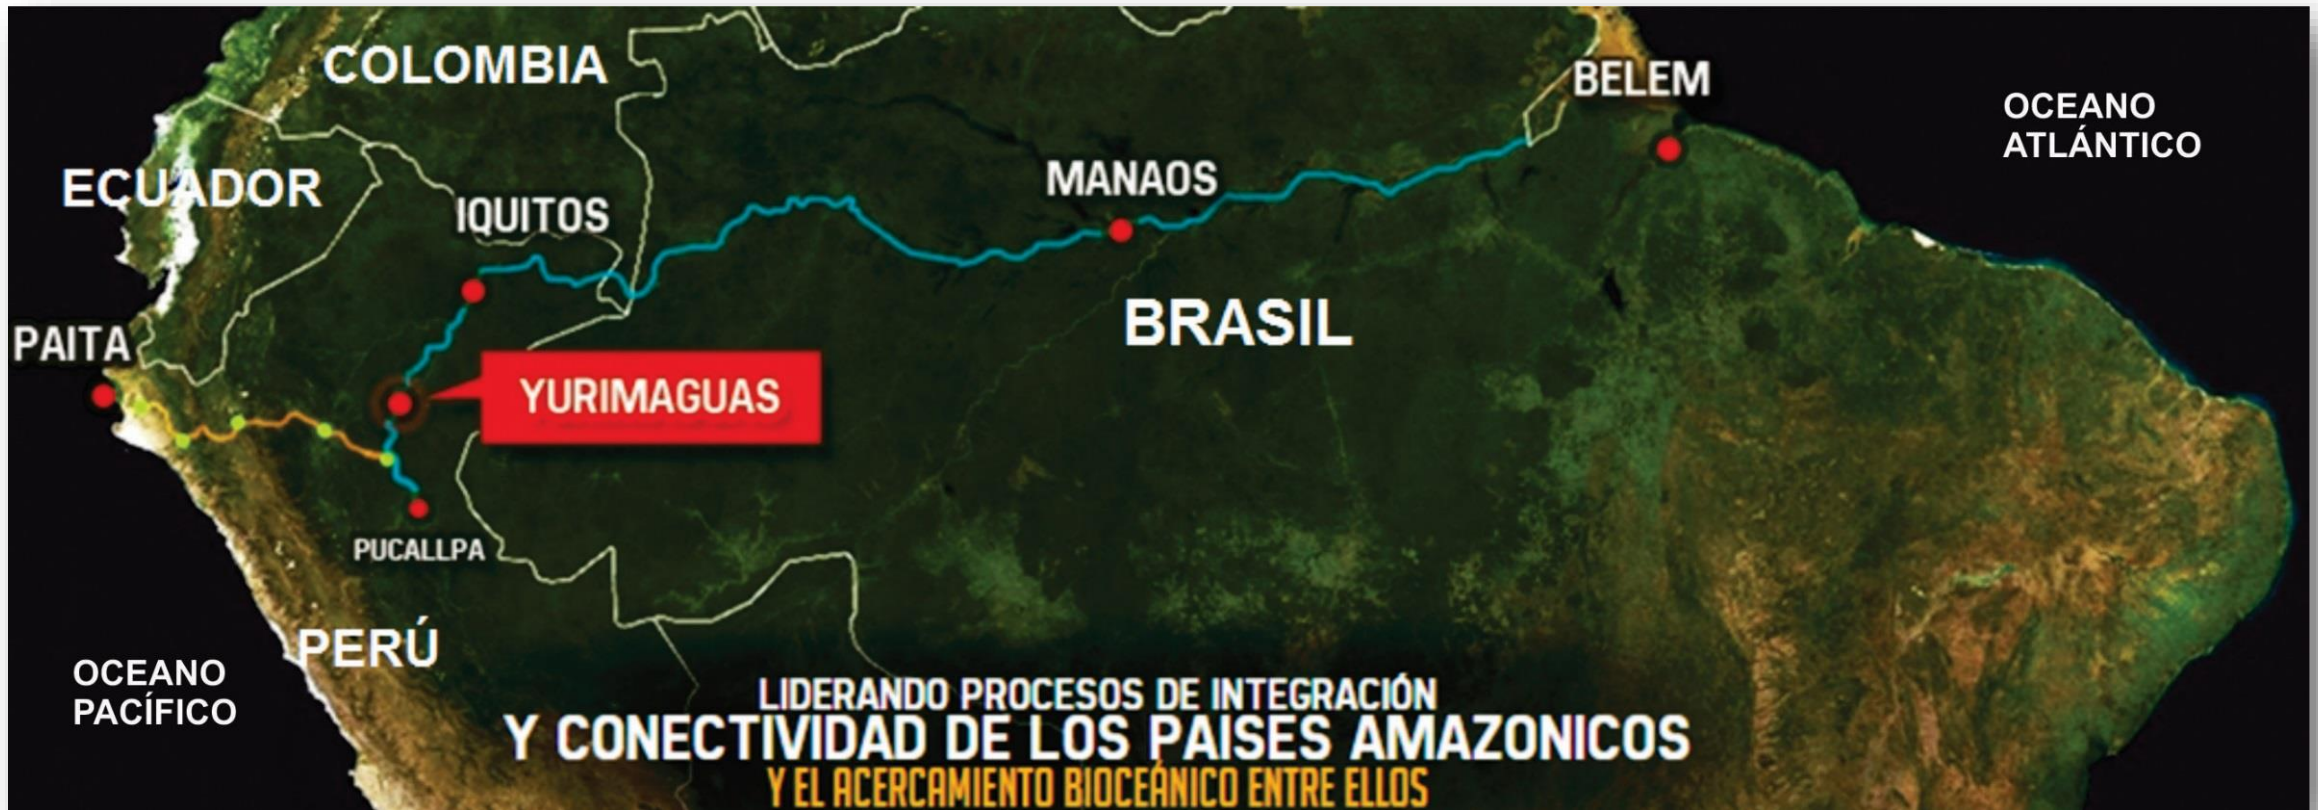 COLOMBIA
BELEM
OCEANO
ATLÁNTICO
ECUADOR
MANAOS
IQUITOS
BRASIL
PAITA
YURIMAGUAS
PUCALLPA
PERÚ
OCEANO
PACÍFICO
LIDERANDO PROCESOS DE INTEGRACIÓN
Y CONECTIVIDAD DE LOS PAISES AMAZONICOS
Y EL ACERCAMIENTO BIOCEÁNICO ENTRE ELLOS